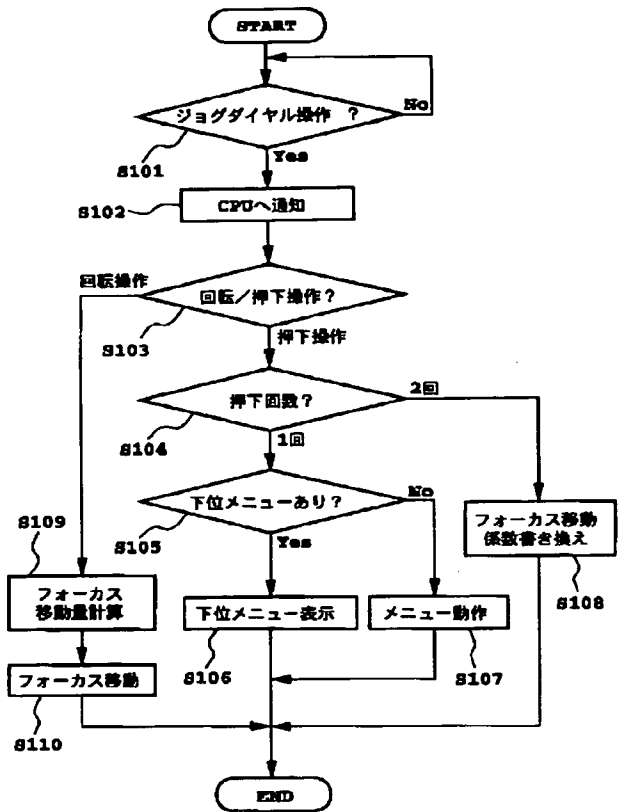 START
ジョグダイヤル操作 ?
No
S101
Yes
S102
CPUへ通知
回転操作
回転/押下操作?
S103
押下操作
押下回数?
2回
S104
1回
下位メニューあり?
No
S105
Yes
フォーカス移動
係数書き換え
S108
S109
フォーカス
移動量計算
下位メニュー表示
メニュー動作
S106
S107
フォーカス移動
S110
END